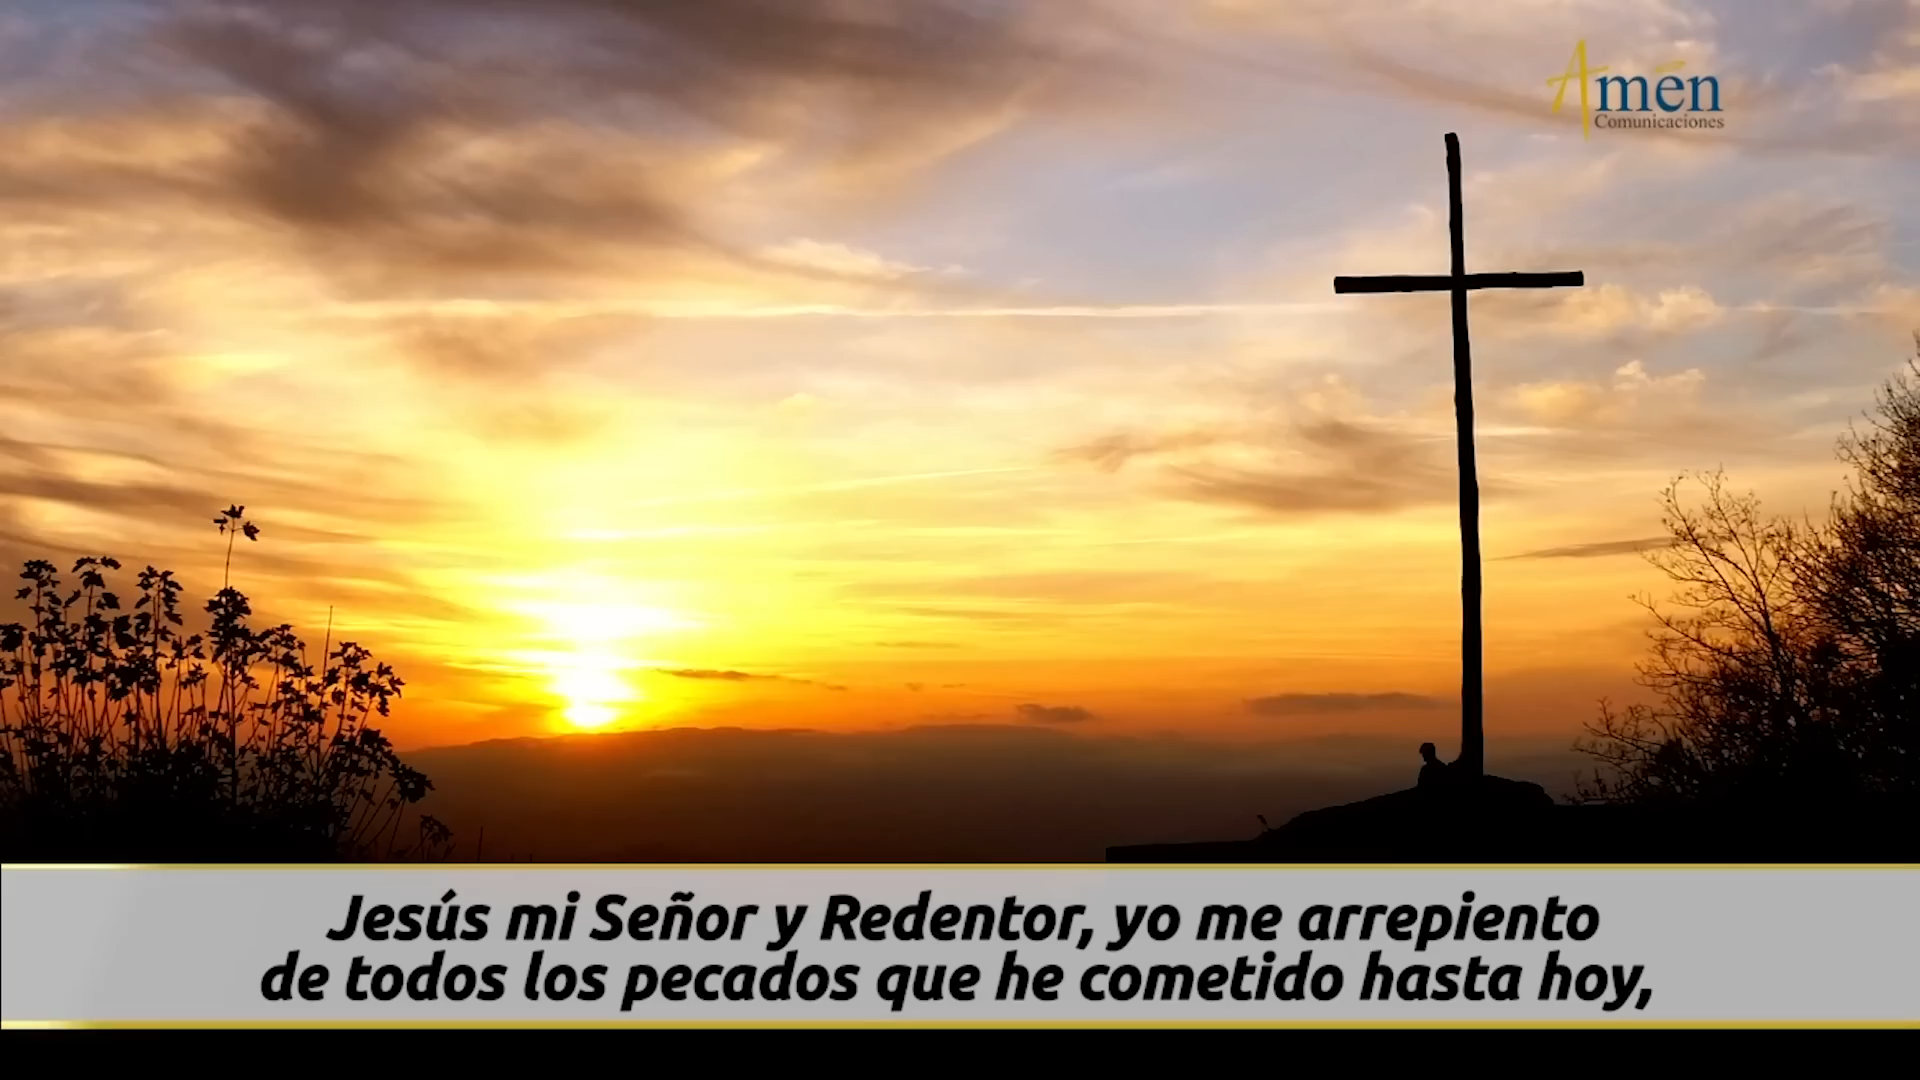 Amén
Comunicaciones
Jesús mi Señor y Redentor, yo me arrepiento
de todos los pecados que he cometido hasta hoy,